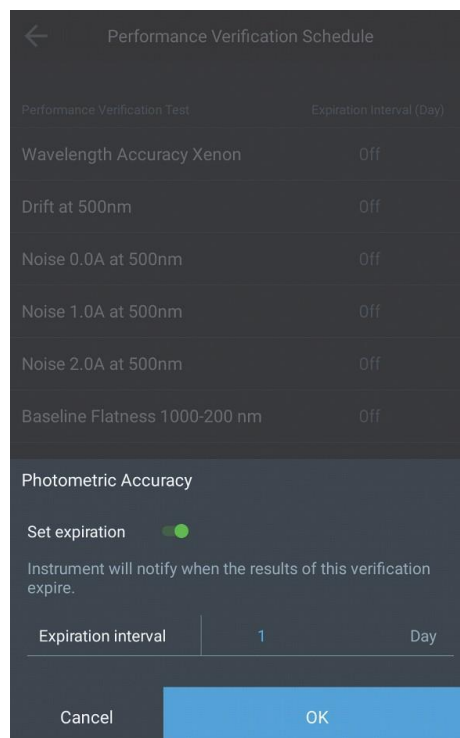 Performance Verification Schedule
Performance Verification Test Expiration Interval (Day)
Wavelength Accuracy Xenon Off
Drift at 500nm Off
Noise 0.0A at 500nm Off
Noise 1.0A at 500nm Off
Noise 2.0A at 500nm Off
Baseline Flatness 1000-200 nm Off
Photometric Accuracy
Set expiration
Instrument will notify when the results of this verification
expire.
Expiration interval 1 Day
Cancel OK